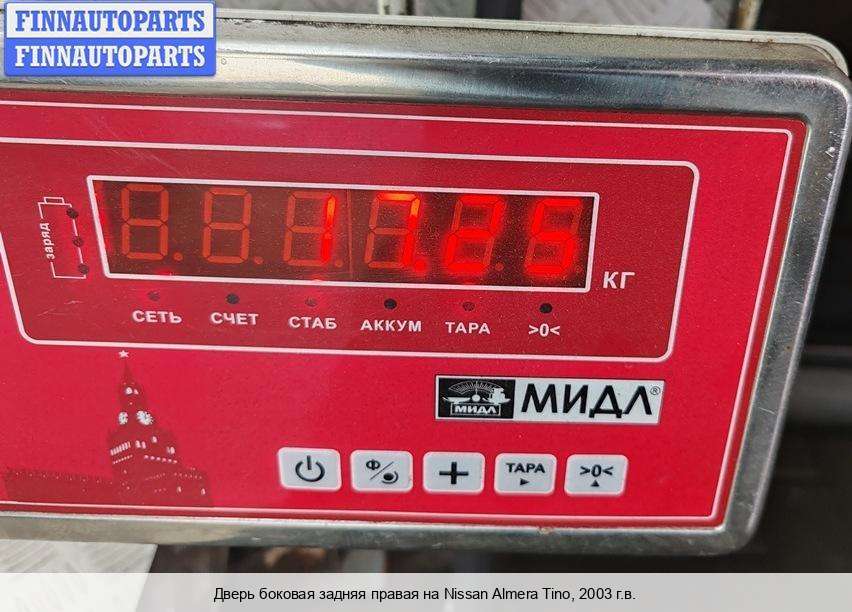 FINNAUTOPARTS
FINNAUTOPARTS
заряд
17.25
КГ
СЕТЬ СЧЕТ СТАБ АККУМ ТАРА >0<
МИДЛ МИДЛ®
Ф ТАРА >0<
Дверь боковая задняя правая на Nissan Almera Tino, 2003 г.в.